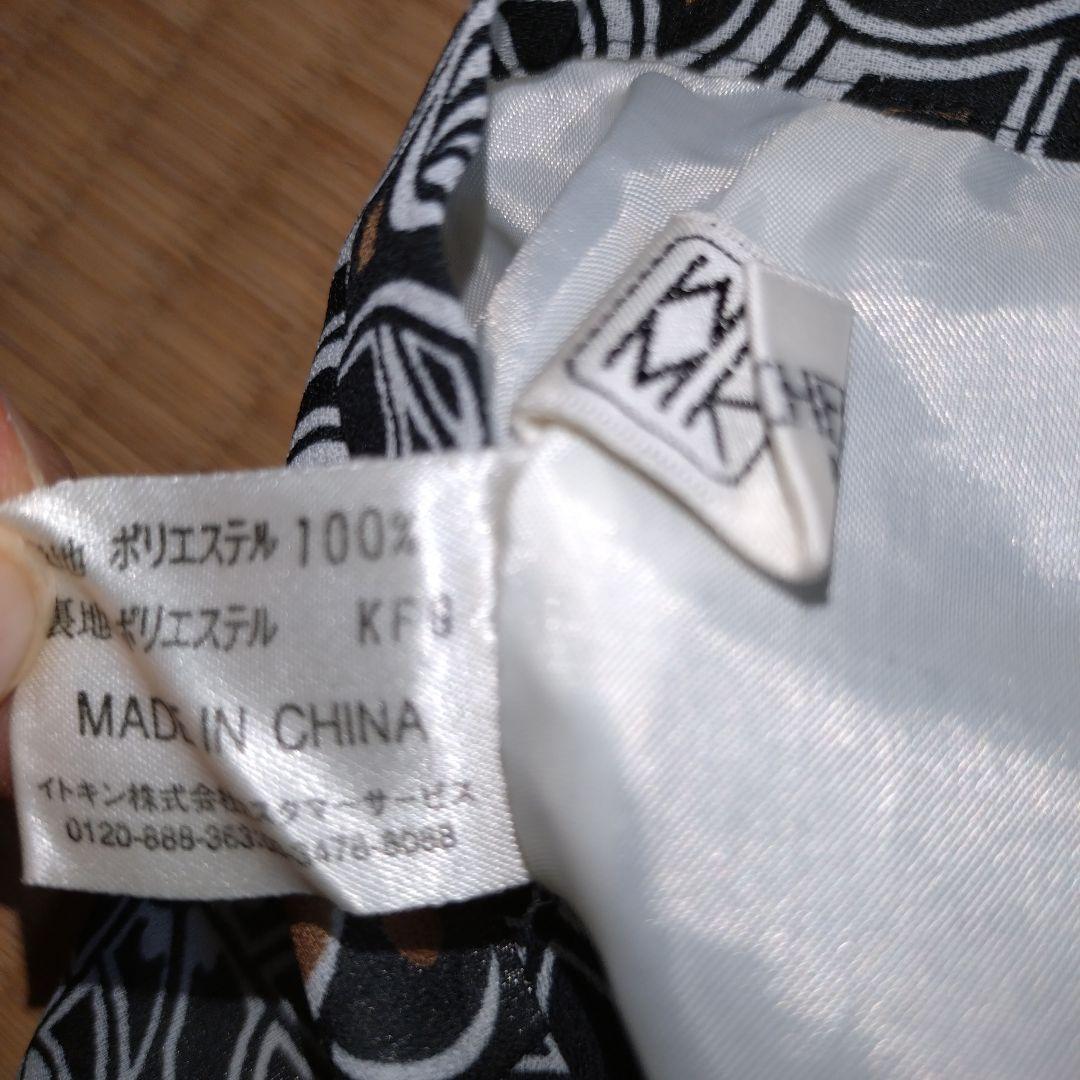 MK
MK
ポリエステル 100%
裏地ポリエステル KF9
MADE IN CHINA
イトキン株式会社 カスタマーサービス
0120-888-363